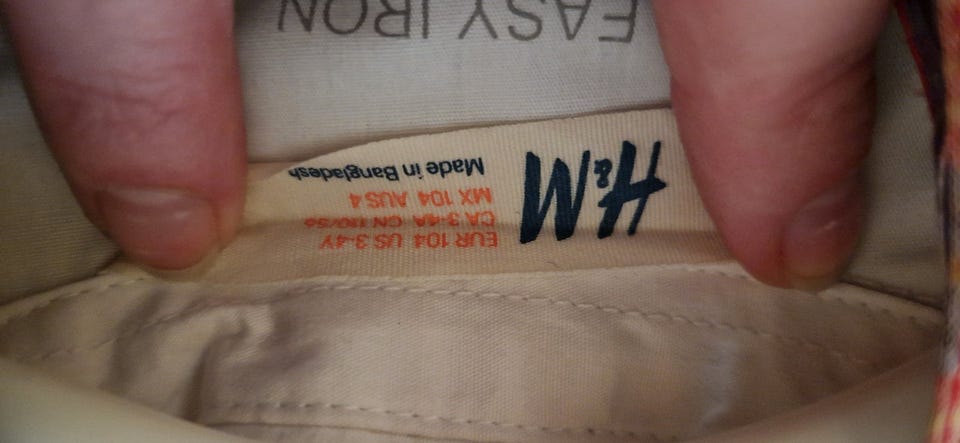 EASY IRON
H&M
EUR 104 US 3-4Y
CA 3-4A CN 110/56
MX 104 AUS 4
Made in Bangladesh